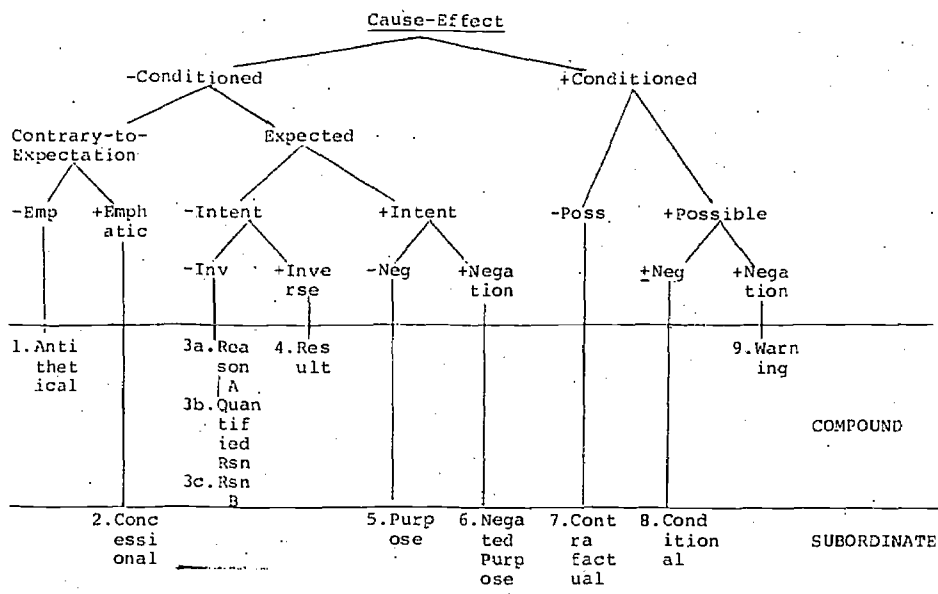 Cause-Effect
-Conditioned +Conditioned
Contrary-to-
Expectation
Expected
-Emp +Emph
atic
-Intent +Intent -Poss +Possible
-Inv +Inve
rse
-Neg +Nega
tion
±Neg +Nega
tion
1.Anti
thet
ical
3a.Rea
son
A
3b.Quan
tif
ied
Rsn
3c.Rsn
B
4.Res
ult
9.Warn
ing
COMPOUND
2.Conc
essi
onal
5.Purp
ose
6.Nega
ted
Purp
ose
7.Cont
ra
fact
ual
8.Cond
ition
al
SUBORDINATE